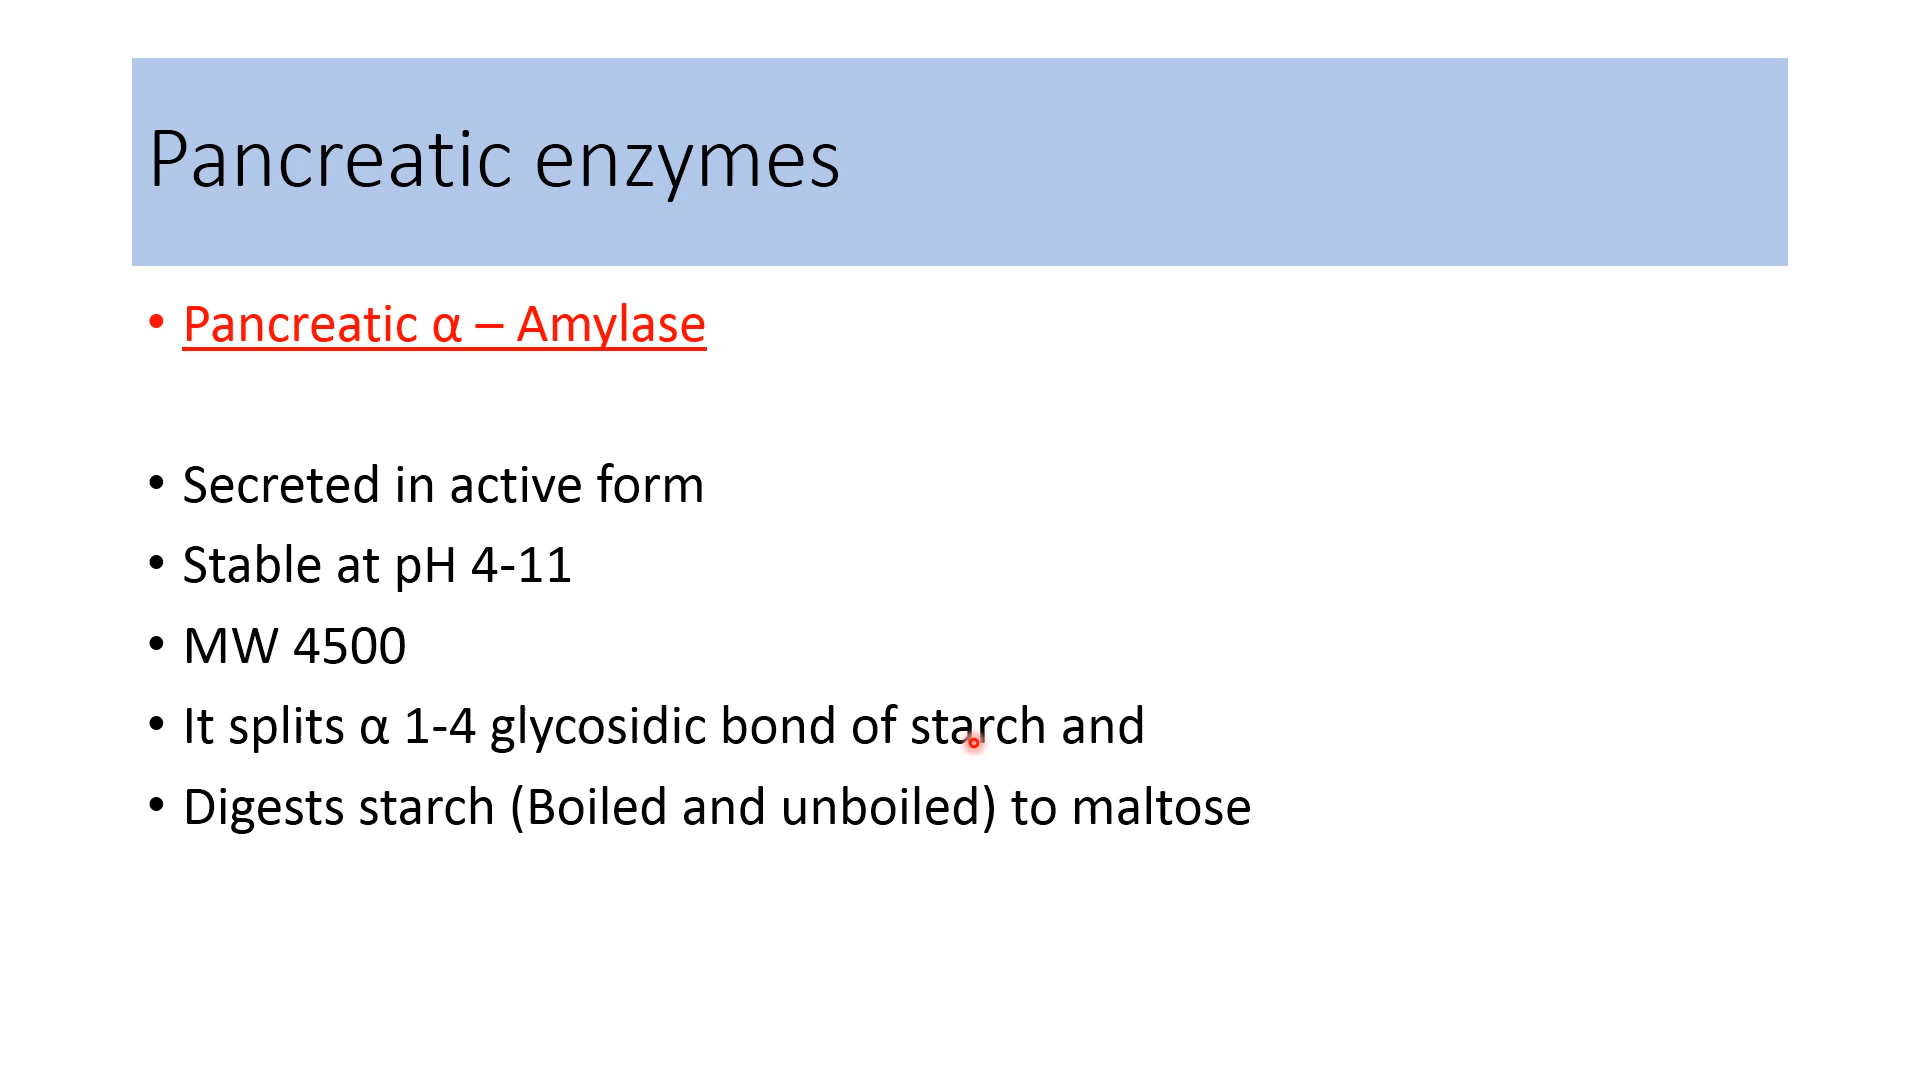 Pancreatic enzymes
• Pancreatic α – Amylase
• Secreted in active form
• Stable at pH 4-11
• MW 4500
• It splits α 1-4 glycosidic bond of starch and
• Digests starch (Boiled and unboiled) to maltose